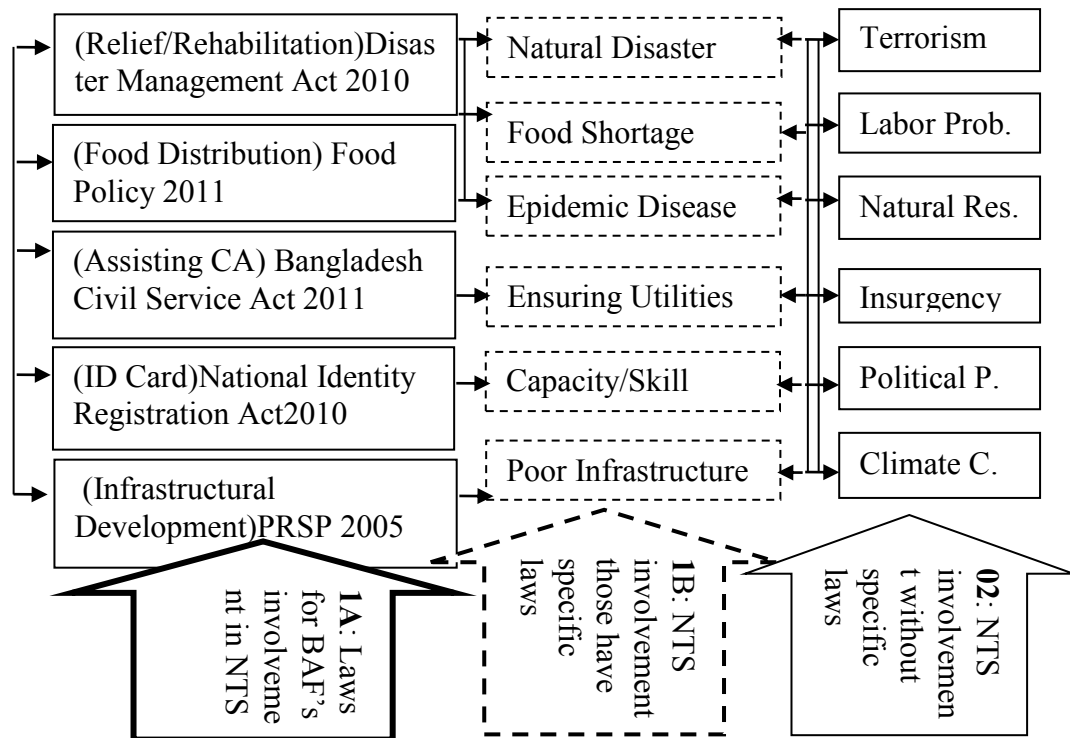 (Relief/Rehabilitation)Disas
ter Management Act 2010
(Food Distribution) Food
Policy 2011
(Assisting CA) Bangladesh
Civil Service Act 2011
(ID Card)National Identity
Registration Act2010
(Infrastructural
Development)PRSP 2005
Natural Disaster
Food Shortage
Epidemic Disease
Ensuring Utilities
Capacity/Skill
Poor Infrastructure
Terrorism
Labor Prob.
Natural Res.
Insurgency
Political P.
Climate C.
1A: Laws
for BAF’s
involveme
nt in NTS
1B: NTS
involvement
those have
specific
laws
02: NTS
involvemen
t without
specific
laws